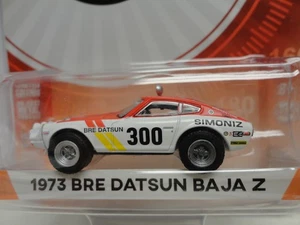 SIMONIZ
BRE DATSUN
300
1973 BRE DATSUN BAJA Z